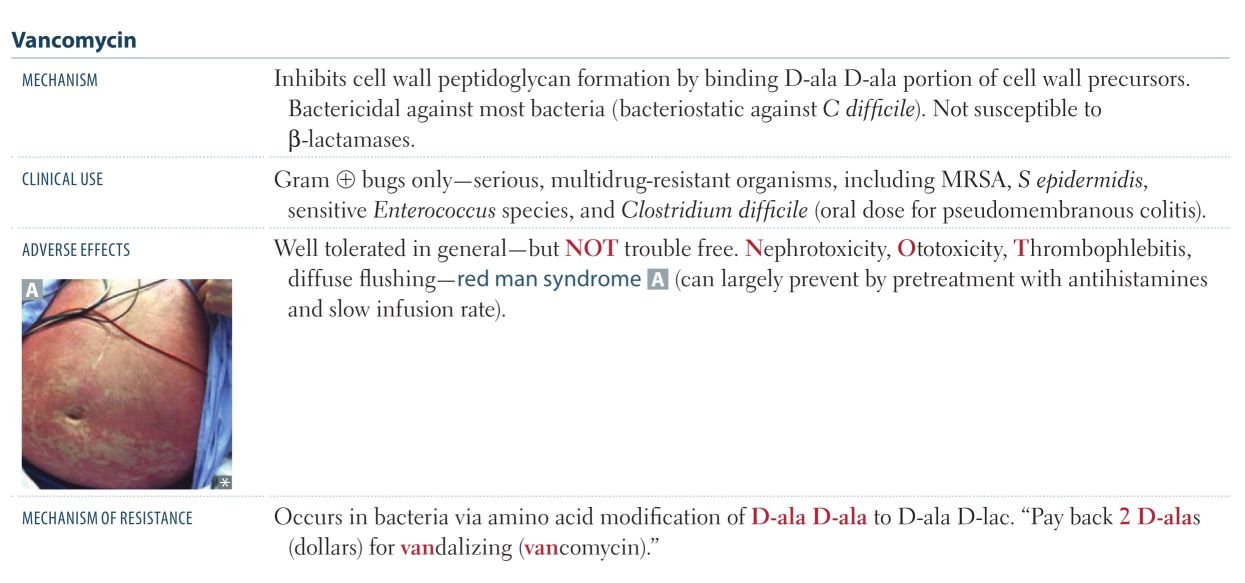 Vancomycin
MECHANISM
Inhibits cell wall peptidoglycan formation by binding D-ala D-ala portion of cell wall precursors.
Bactericidal against most bacteria (bacteriostatic against C difficile). Not susceptible to
β-lactamases.
CLINICAL USE
Gram ⊕ bugs only—serious, multidrug-resistant organisms, including MRSA, S epidermidis,
sensitive Enterococcus species, and Clostridium difficile (oral dose for pseudomembranous colitis).
ADVERSE EFFECTS
Well tolerated in general—but NOT trouble free. Nephrotoxicity, Ototoxicity, Thrombophlebitis,
diffuse flushing—red man syndrome A (can largely prevent by pretreatment with antihistamines
and slow infusion rate).
A
*
MECHANISM OF RESISTANCE
Occurs in bacteria via amino acid modification of D-ala D-ala to D-ala D-lac. “Pay back 2 D-alas
(dollars) for vandalizing (vancomycin).”